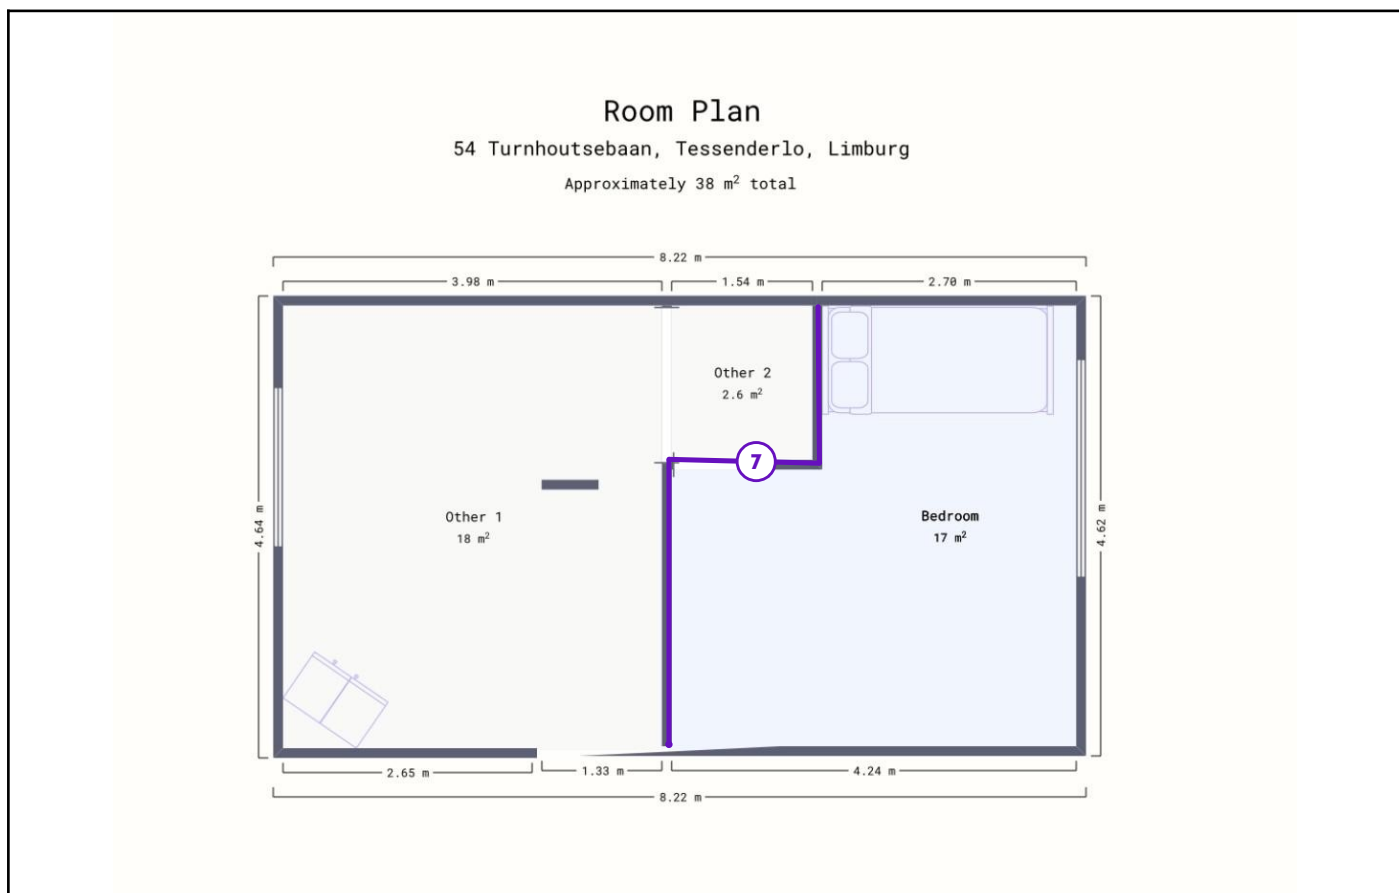 Room Plan
54 Turnhoutsebaan, Tessenderlo, Limburg
Approximately 38 m² total
8.22 m
3.98 m
1.54 m
2.70 m
Other 2
2.6 m²
7
Other 1
18 m²
Bedroom
17 m²
4.64 m
4.62 m
2.65 m
1.33 m
4.24 m
8.22 m